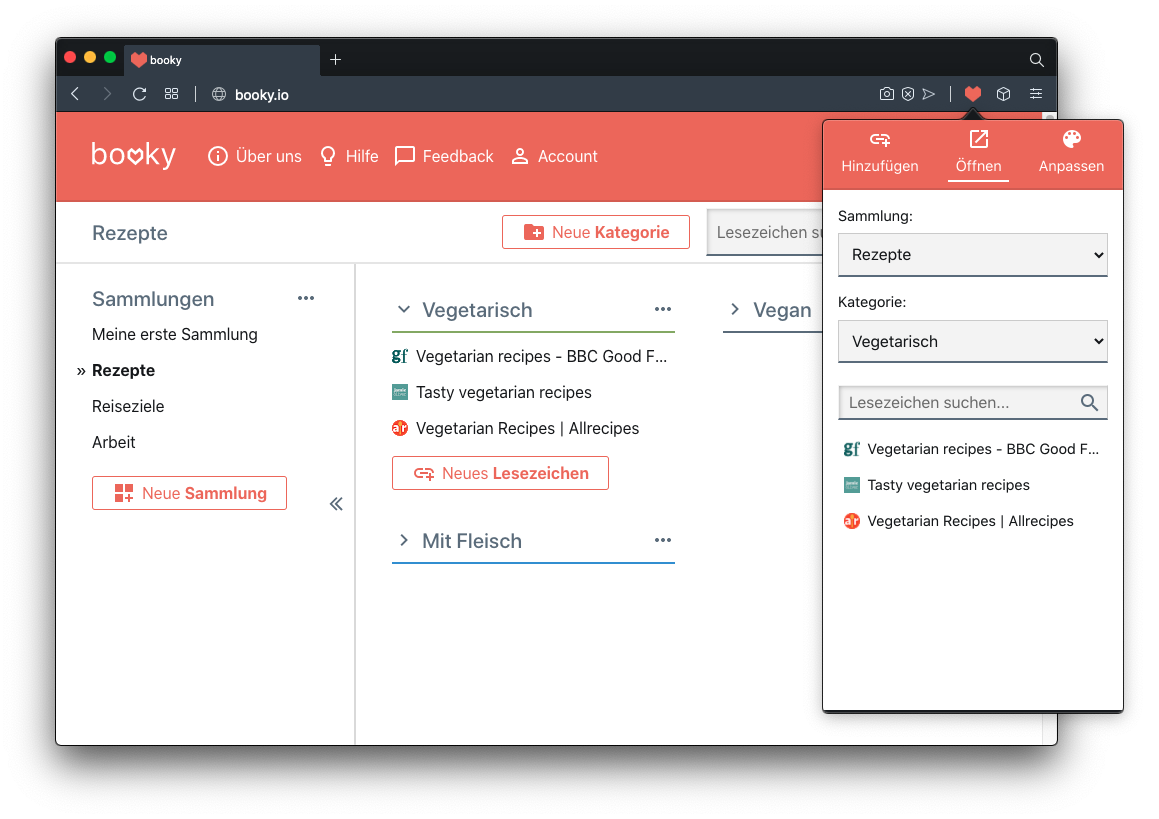 booky
booky.io
booky
Über uns
Hilfe
Feedback
Account
Rezepte
Neue Kategorie
Lesezeichen su
Sammlungen
Meine erste Sammlung
» Rezepte
Reiseziele
Arbeit
Neue Sammlung
Vegetarisch
gf Vegetarian recipes - BBC Good F...
Tasty vegetarian recipes
ar Vegetarian Recipes | Allrecipes
Neues Lesezeichen
Mit Fleisch
Vegan
Hinzufügen
Öffnen
Anpassen
Sammlung:
Rezepte
Kategorie:
Vegetarisch
Lesezeichen suchen...
gf Vegetarian recipes - BBC Good F...
Tasty vegetarian recipes
ar Vegetarian Recipes | Allrecipes